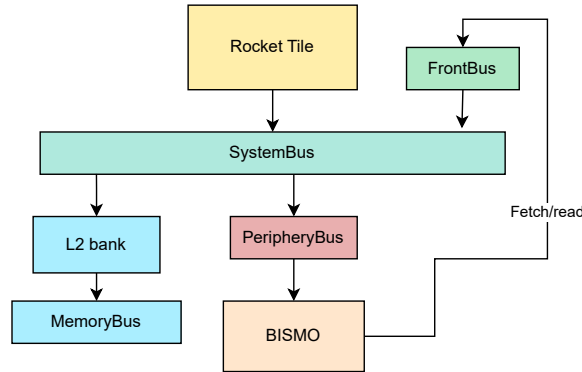 Rocket Tile
FrontBus
SystemBus
Fetch/read
L2 bank
PeripheryBus
MemoryBus
BISMO